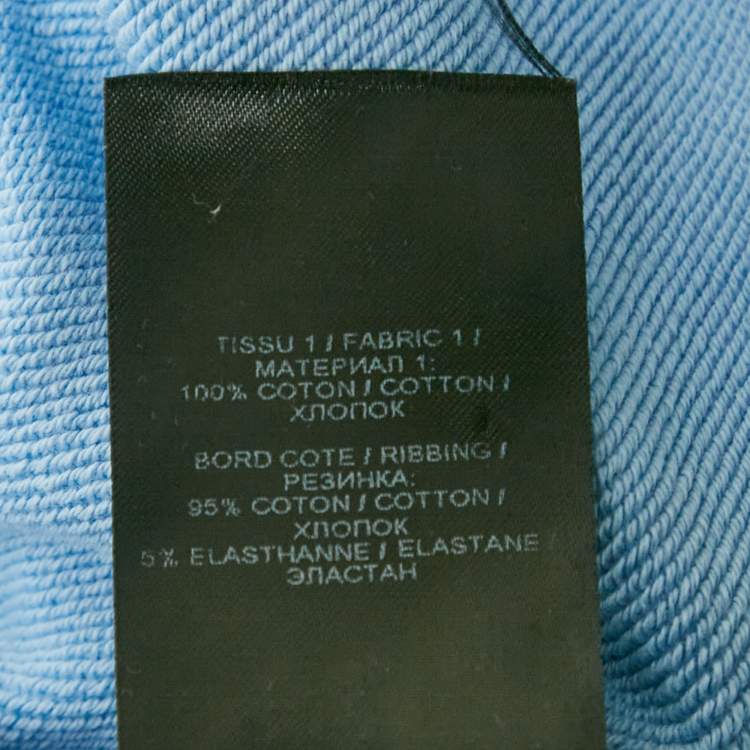 TISSU 1 / FABRIC 1 /
МАТЕРИАЛ 1:
100% COTON / COTTON /
ХЛОПОК
BORD COTE / RIBBING /
РЕЗИНКА:
95% COTON / COTTON /
ХЛОПОК
5% ELASTHANNE / ELASTANE /
ЭЛАСТАН